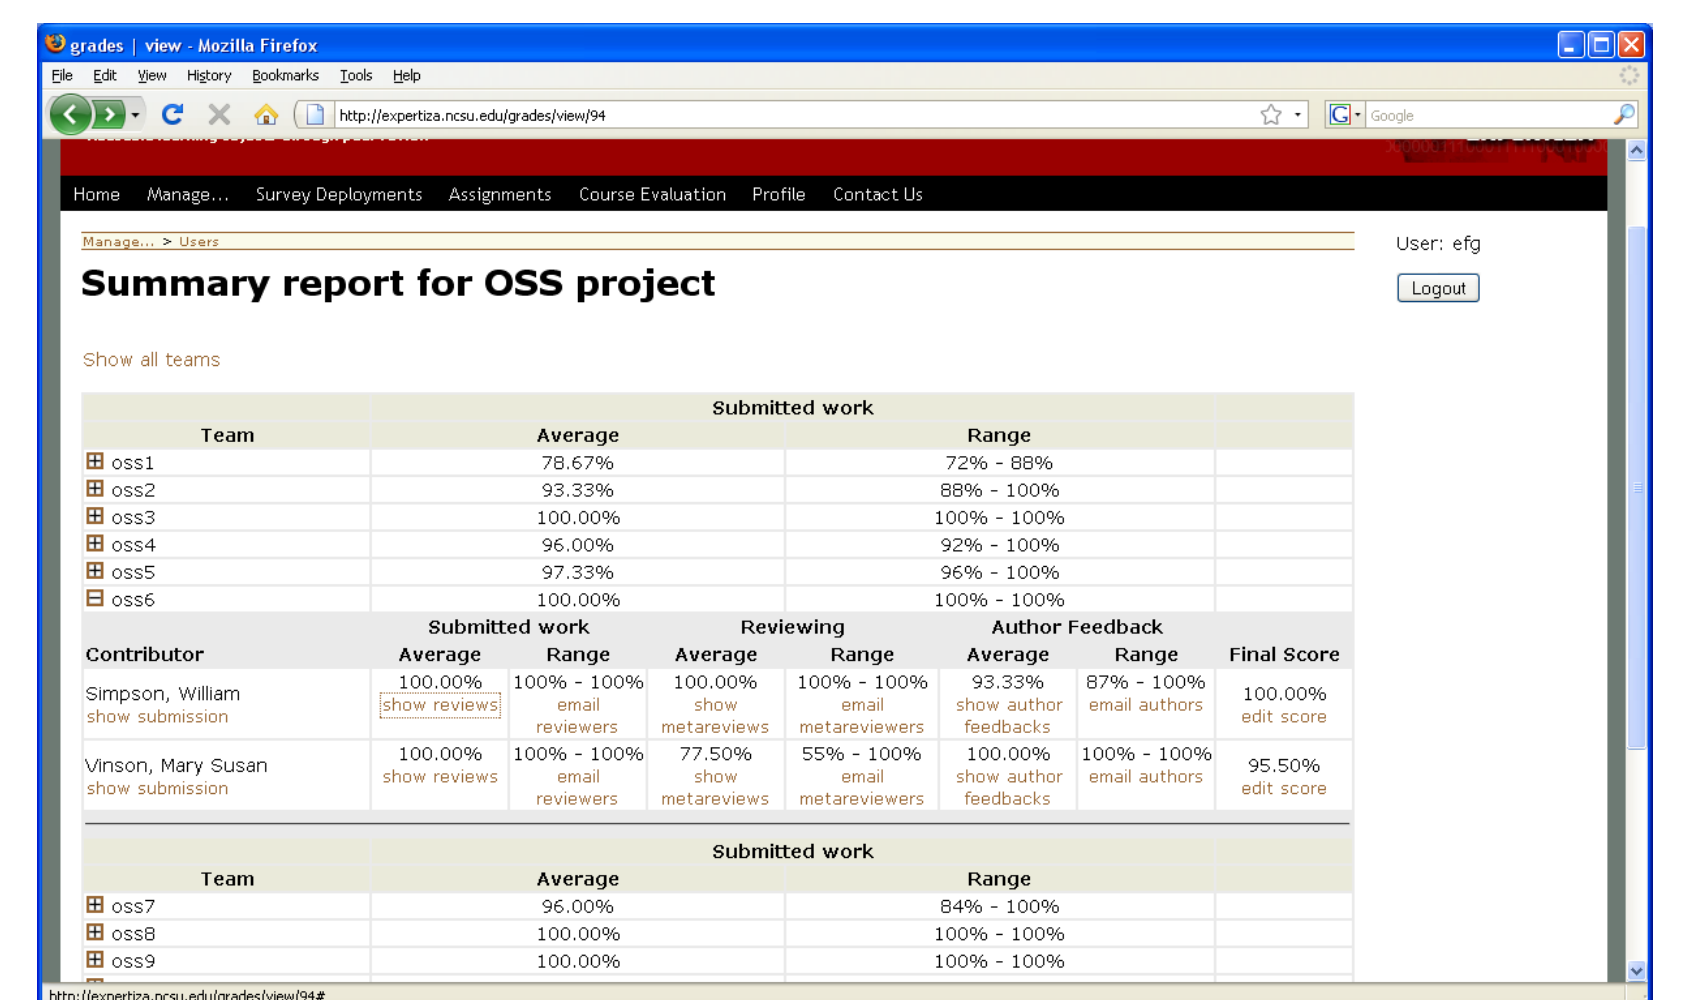 grades | view - Mozilla Firefox
File Edit View History Bookmarks Tools Help
http://expertiza.ncsu.edu/grades/view/94 G Google
Home Manage... Survey Deployments Assignments Course Evaluation Profile Contact Us
Manage... > Users
User: efg
Summary report for OSS project
Logout
Show all teams
Submitted work
Team Average Range
oss1 78.67% 72% - 88%
oss2 93.33% 88% - 100%
oss3 100.00% 100% - 100%
oss4 96.00% 92% - 100%
oss5 97.33% 96% - 100%
oss6 100.00% 100% - 100%
Submitted work Reviewing Author Feedback
Contributor Average Range Average Range Average Range Final Score
Simpson, William 100.00% 100% - 100% 100.00% 100% - 100% 93.33% 87% - 100% 100.00%
show submission show reviews email reviewers show metareviews email metareviewers show author feedbacks email authors edit score
Vinson, Mary Susan 100.00% 100% - 100% 77.50% 55% - 100% 100.00% 100% - 100% 95.50%
show submission show reviews email reviewers show metareviews email metareviewers show author feedbacks email authors edit score
Submitted work
Team Average Range
oss7 96.00% 84% - 100%
oss8 100.00% 100% - 100%
oss9 100.00% 100% - 100%
http://expertiza.ncsu.edu/grades/view/94#